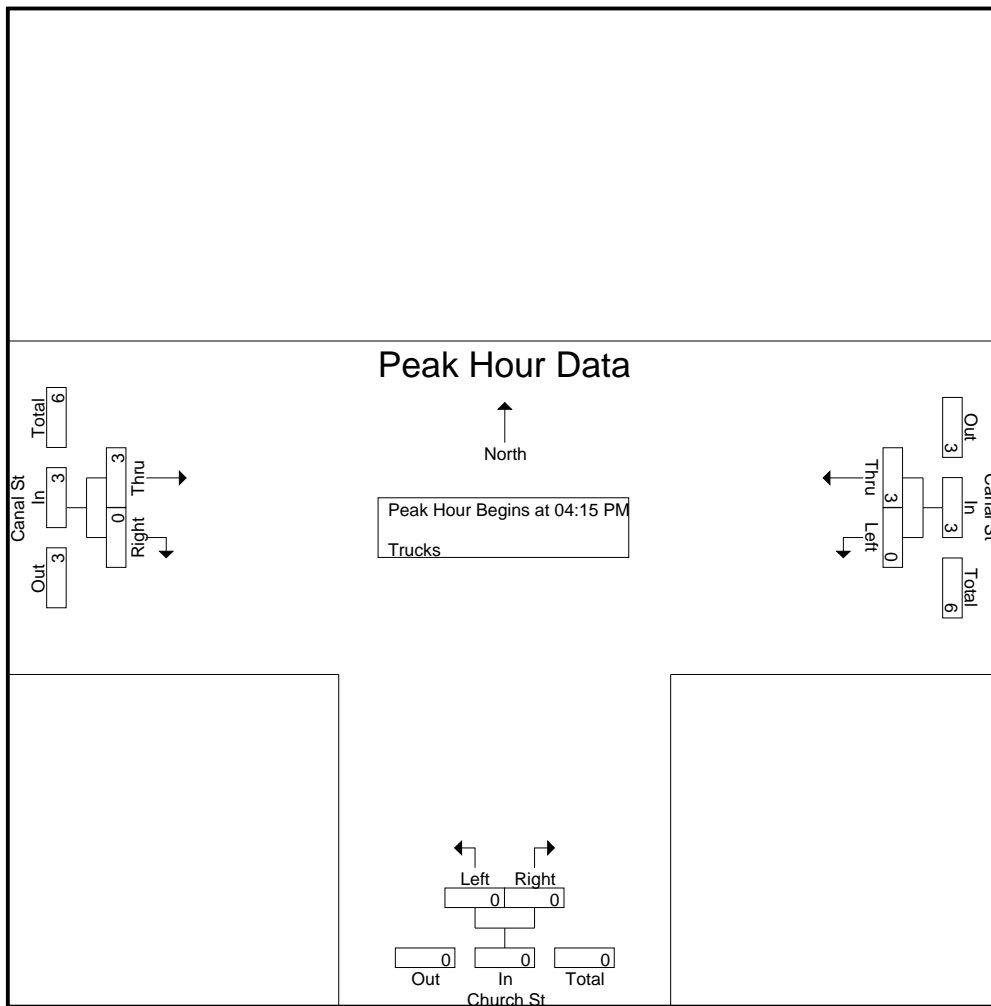 Peak Hour Data
North
Peak Hour Begins at 04:15 PM
Trucks
Canal St
Total
6
In
3
Out
3
Thru
3
Right
0
Out
3
In
3
Total
6
Canal St
Thru
3
Left
0
Left Right
0 0
0 0 0
Out In Total
Church St